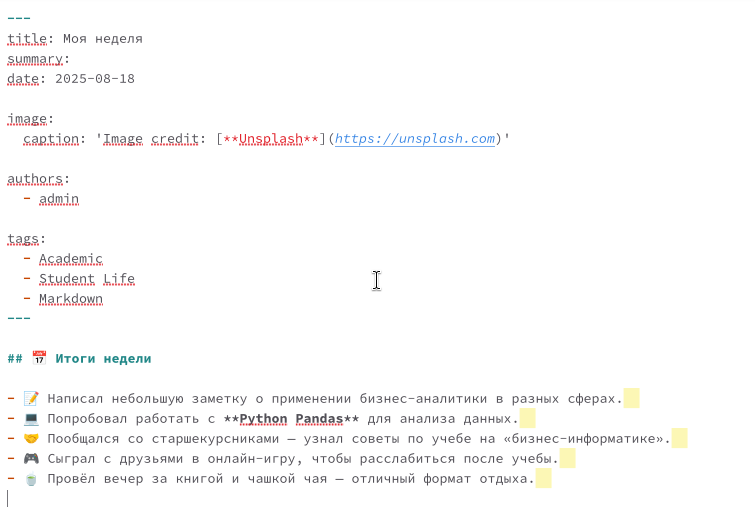 ---
title: Моя неделя
summary:
date: 2025-08-18

image:
  caption: 'Image credit: [**Unsplash**](https://unsplash.com)'

authors:
  - admin

tags:
  - Academic
  - Student Life
  - Markdown
---

## 📅 Итоги недели

- 📝 Написал небольшую заметку о применении бизнес-аналитики в разных сферах.
- 💻 Попробовал работать с **Python Pandas** для анализа данных.
- 🤝 Пообщался со старшекурсниками — узнал советы по учебе на «бизнес-информатике».
- 🎮 Сыграл с друзьями в онлайн-игру, чтобы расслабиться после учебы.
- 🍵 Провёл вечер за книгой и чашкой чая — отличный формат отдыха.